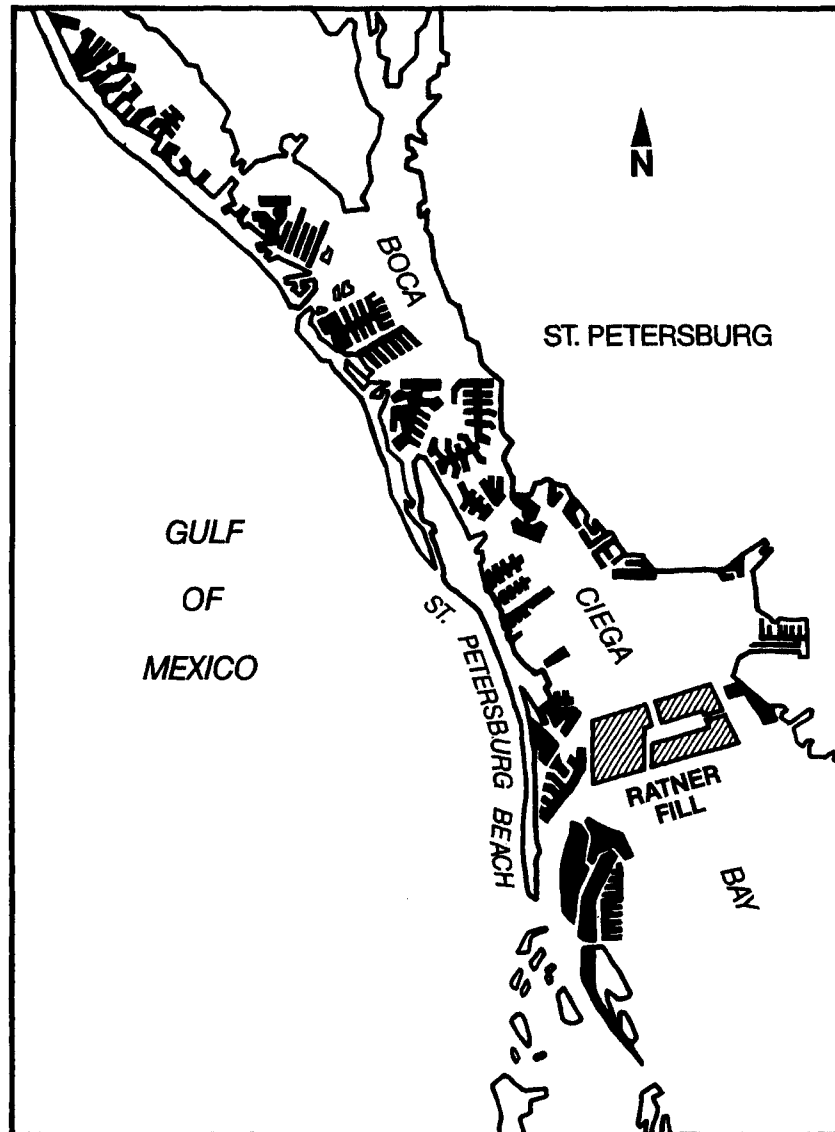 N
BOCA
ST. PETERSBURG
GULF
OF
MEXICO
CIEGA
ST. PETERSBURG BEACH
RATNER
FILL
BAY